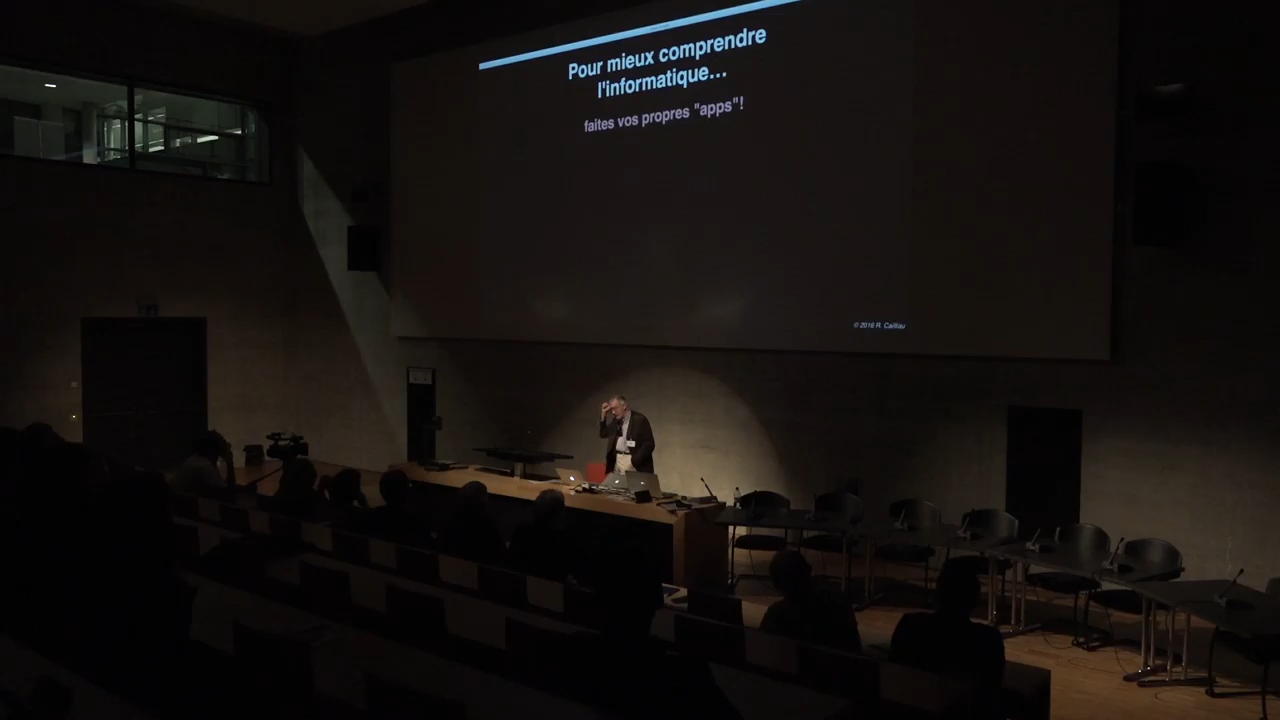 Pour mieux comprendre
l'informatique...
faites vos propres "apps"!
© 2016 R. Cailliau